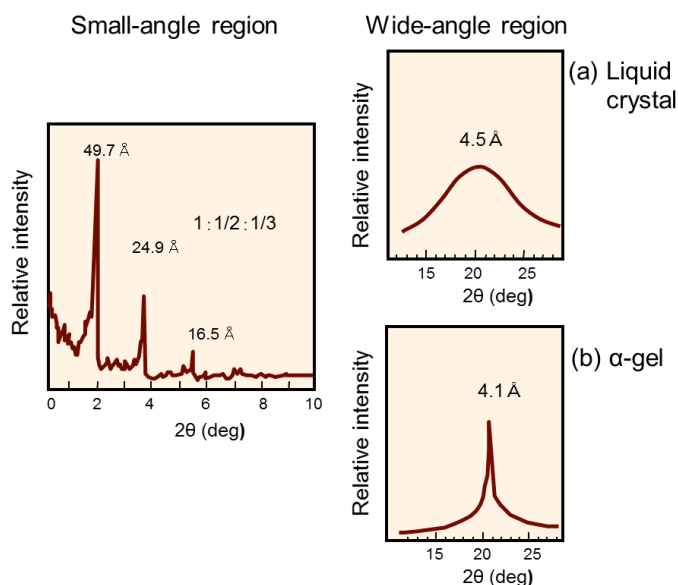 Small-angle region
Wide-angle region
(a) Liquid
crystal
Relative intensity
4.5 Å
15 20 25
2θ (deg)
Relative intensity
49.7 Å
24.9 Å
1 : 1/2 : 1/3
16.5 Å
0 2 4 6 8 10
2θ (deg)
(b) α-gel
Relative intensity
4.1 Å
15 20 25
2θ (deg)